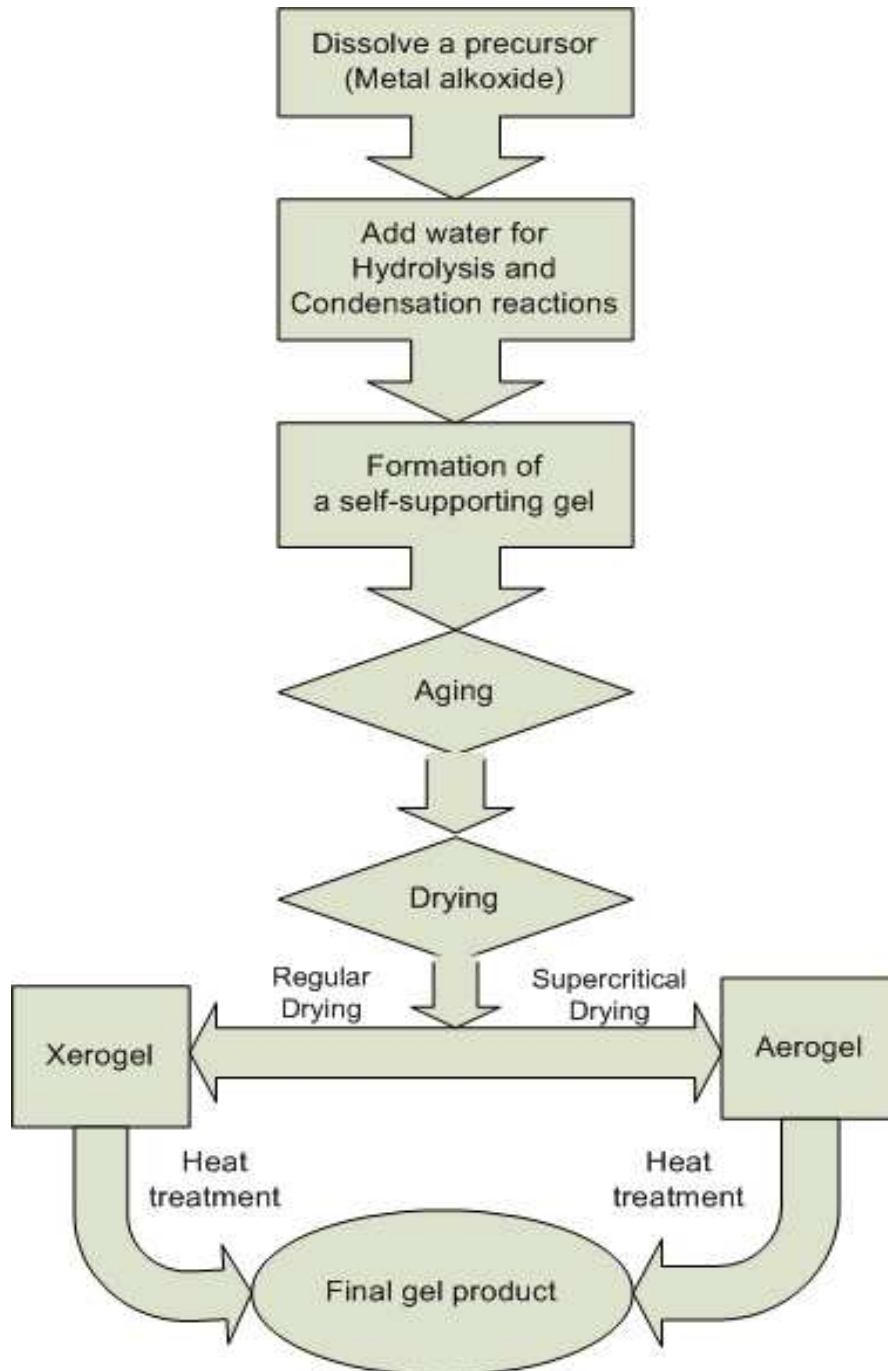 Dissolve a precursor
(Metal alkoxide)
Add water for
Hydrolysis and
Condensation reactions
Formation of
a self-supporting gel
Aging
Drying
Regular
Drying
Supercritical
Drying
Xerogel
Aerogel
Heat
treatment
Heat
treatment
Final gel product